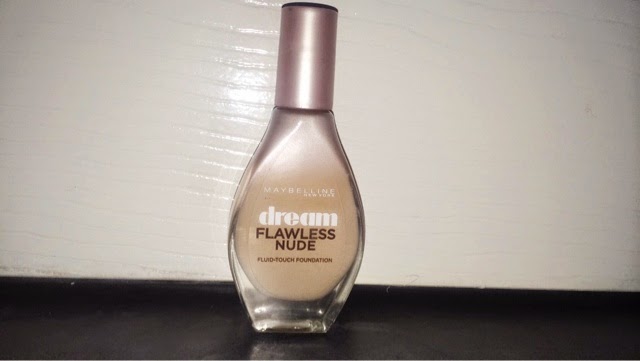 MAYBELLINE
NEW YORK
dream
FLAWLESS
NUDE
FLUID-TOUCH FOUNDATION